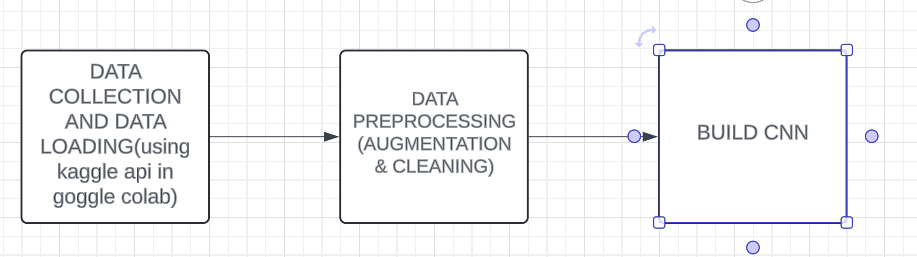 DATA
COLLECTION
AND DATA
LOADING(using
kaggle api in
goggle colab)
DATA
PREPROCESSING
(AUGMENTATION
& CLEANING)
BUILD CNN